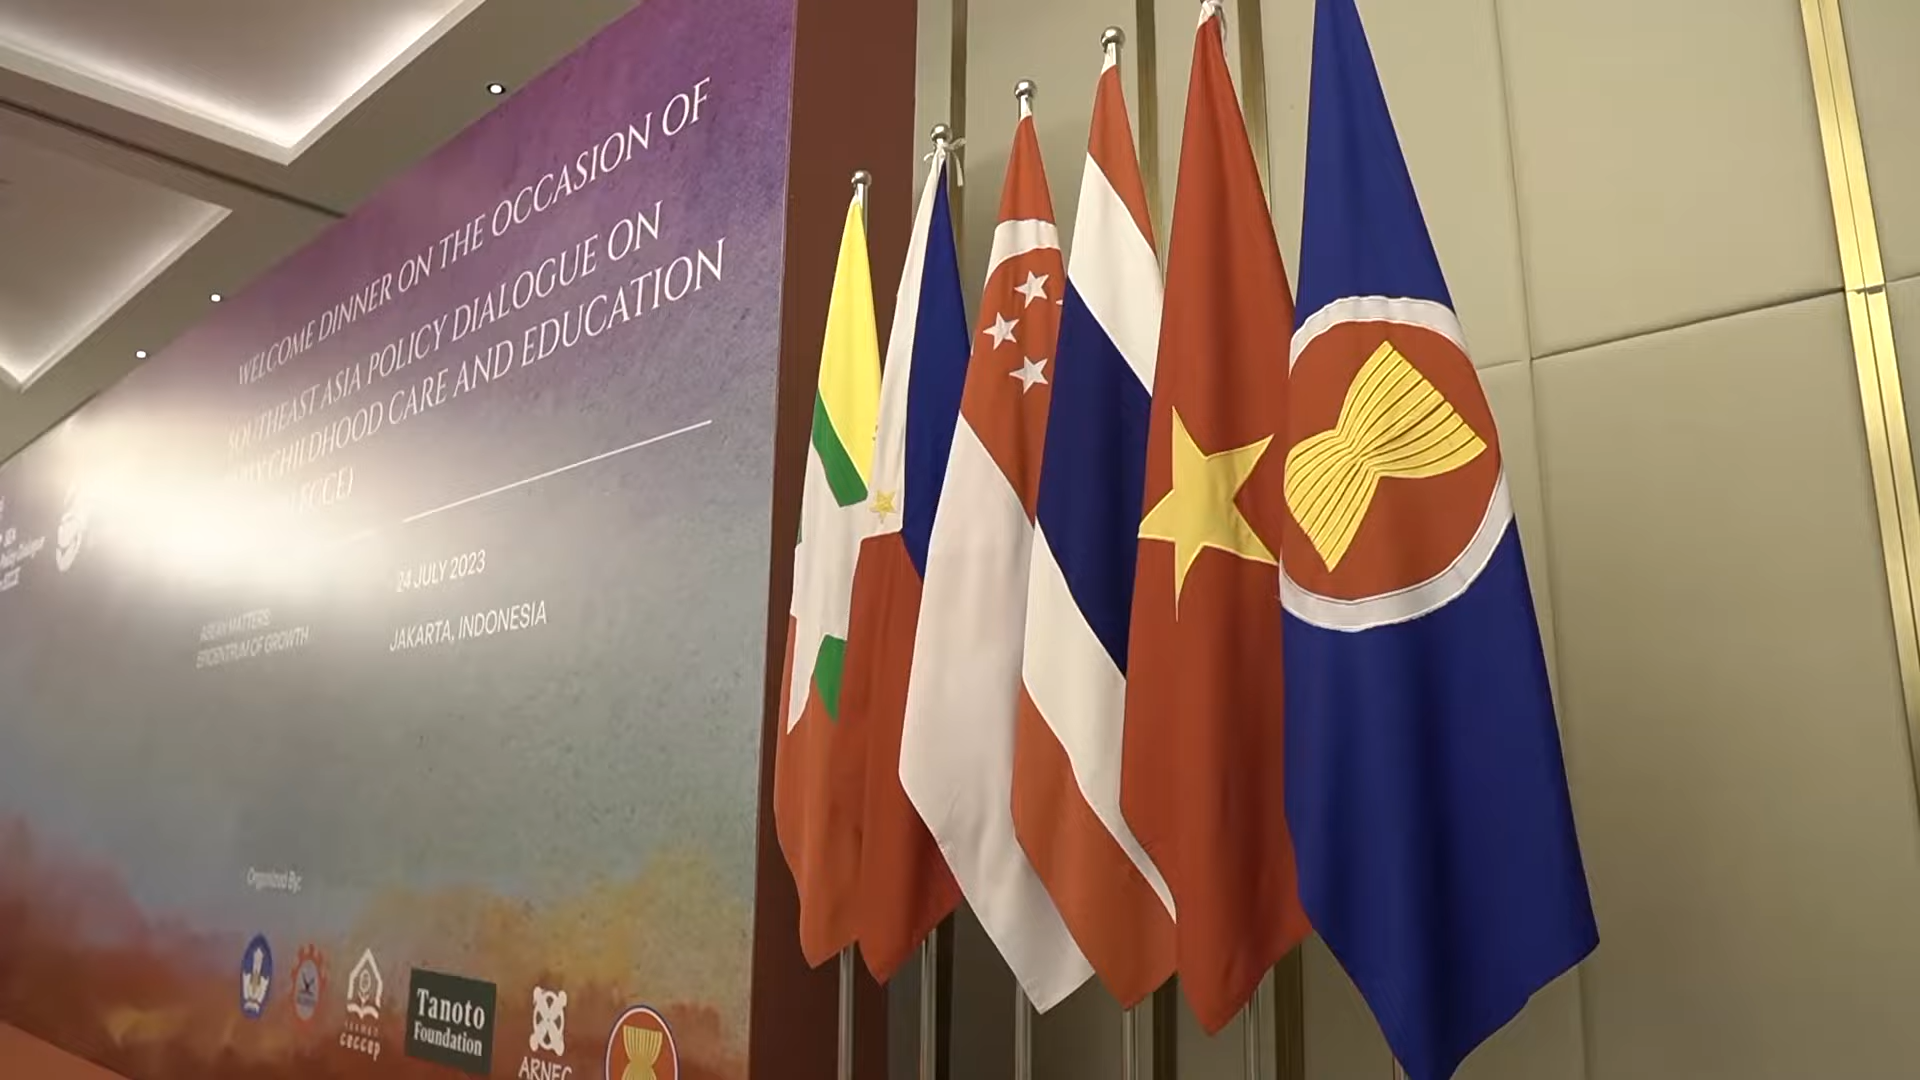 WELCOME DINNER ON THE OCCASION OF
SOUTHEAST ASIA POLICY DIALOGUE ON
CHILDHOOD CARE AND EDUCATION
24 JULY 2023
JAKARTA, INDONESIA
ASEAN MATTERS:
EPICENTRUM OF GROWTH
Organized By:
Tanoto
Foundation
ARNEC